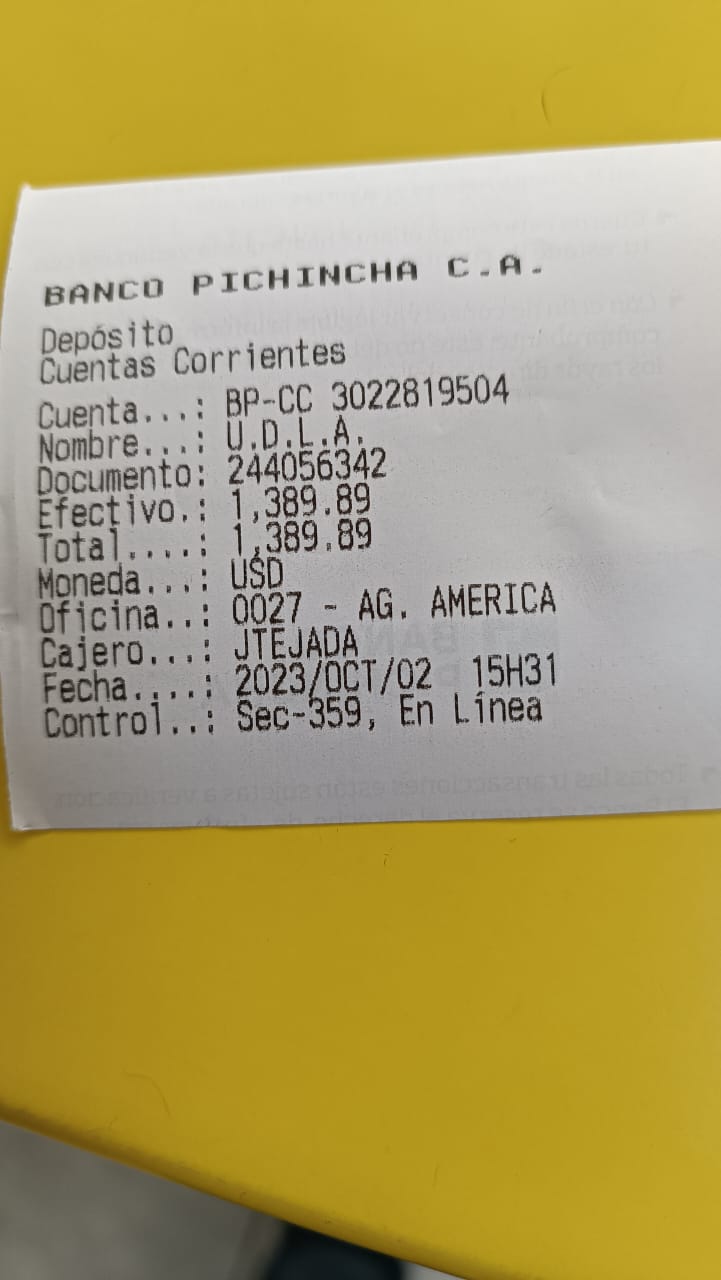 BANCO PICHINCHA C.A.
Depósito
Cuentas Corrientes
Cuenta...: BP-CC 3022819504
Nombre...: U.D.L.A.
Documento: 244056342
Efectivo.: 1,389.89
Total....: 1,389.89
Moneda...: USD
Oficina..: 0027 - AG. AMERICA
Cajero...: JTEJADA
Fecha....: 2023/OCT/02 15H31
Control..: Sec-359, En Línea